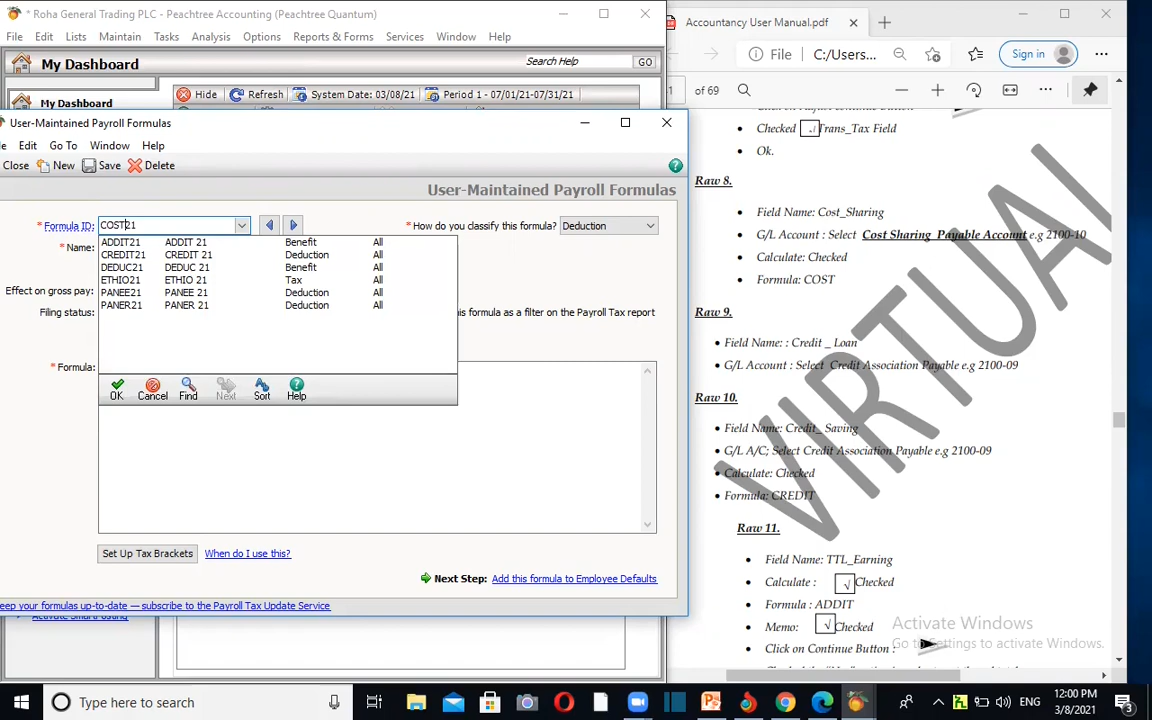 * Roha General Trading PLC - Peachtree Accounting (Peachtree Quantum)
File Edit Lists Maintain Tasks Analysis Options Reports & Forms Services Window Help
My Dashboard
Search Help GO
My Dashboard
Hide Refresh System Date: 03/08/21 Period 1 - 07/01/21-07/31/21
User-Maintained Payroll Formulas
Edit Go To Window Help
Close New Save Delete
User-Maintained Payroll Formulas
* Formula ID: COST21
* How do you classify this formula? Deduction
* Name:
ADDIT21 ADDIT 21 Benefit All
CREDIT21 CREDIT 21 Deduction All
DEDUC21 DEDUC 21 Benefit All
ETHIO21 ETHIO 21 Tax All
PANEE21 PANEE 21 Deduction All
PANER21 PANER 21 Deduction All
Effect on gross pay:
Filing status:
his formula as a filter on the Payroll Tax report
* Formula:
OK Cancel Find Next Sort Help
Set Up Tax Brackets When do I use this?
Next Step: Add this formula to Employee Defaults
eep your formulas up-to-date — subscribe to the Payroll Tax Update Service
Activate SmartPosting
Accountancy User Manual.pdf
File C:/Users... Sign in
1 of 69
• Checked Trans_Tax Field
• Ok.
Raw 8.
Field Name: Cost_Sharing
• G/L Account : Select Cost Sharing Payable Account e.g 2100-10
• Calculate: Checked
• Formula: COST
Raw 9.
• Field Name: : Credit _ Loan
• G/L Account : Select Credit Association Payable e.g 2100-09
Raw 10.
• Field Name: Credit_ Saving
• G/L A/C; Select Credit Association Payable e.g 2100-09
• Calculate: Checked
• Formula: CREDIT
Raw 11.
• Field Name: TTL_Earning
• Calculate : √ Checked
• Formula : ADDIT
• Memo: √ Checked
• Click on Continue Button :
VIRTUAL
Activate Windows
Go to Settings to activate Windows.
Type here to search
ENG
12:00 PM
3/8/2021
3